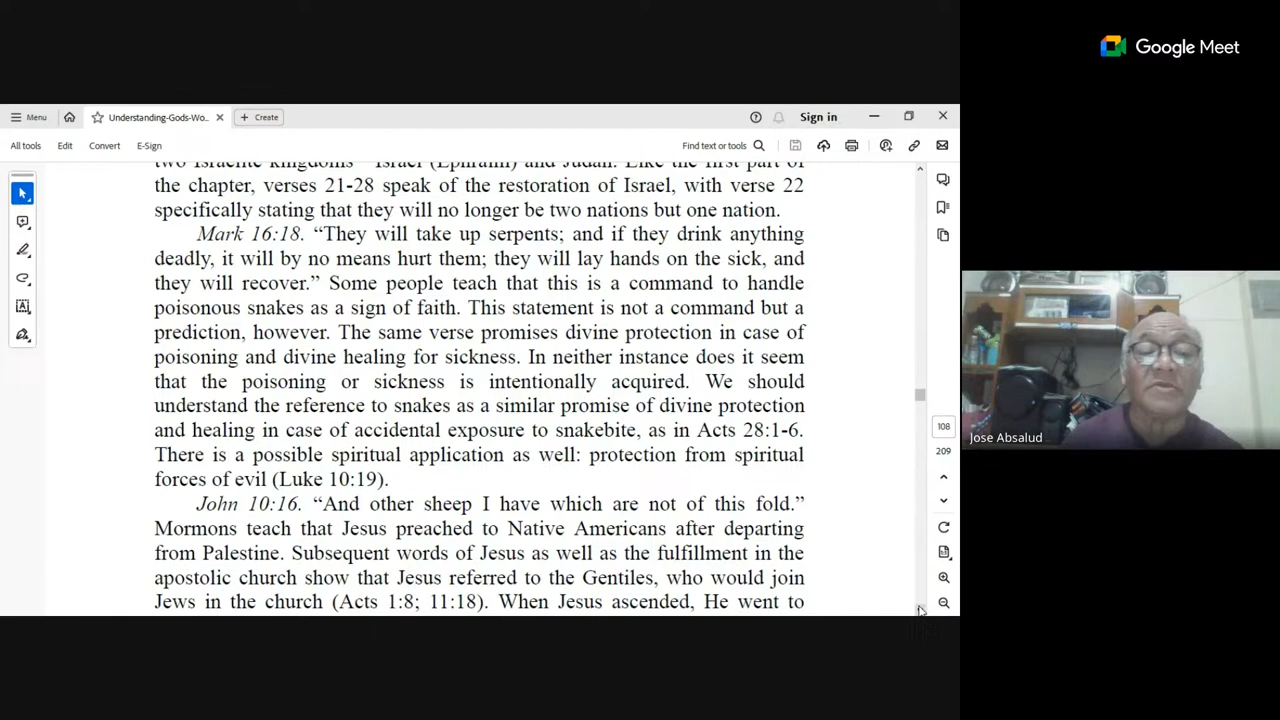 Google Meet
Menu
Understanding-Gods-Wo...
Create
Sign in
All tools
Edit
Convert
E-Sign
Find text or tools
two Israelite kingdoms—Israel (Ephraim) and Judah. Like the first part of
the chapter, verses 21-28 speak of the restoration of Israel, with verse 22
specifically stating that they will no longer be two nations but one nation.
Mark 16:18. “They will take up serpents; and if they drink anything
deadly, it will by no means hurt them; they will lay hands on the sick, and
they will recover.” Some people teach that this is a command to handle
poisonous snakes as a sign of faith. This statement is not a command but a
prediction, however. The same verse promises divine protection in case of
poisoning and divine healing for sickness. In neither instance does it seem
that the poisoning or sickness is intentionally acquired. We should
understand the reference to snakes as a similar promise of divine protection
and healing in case of accidental exposure to snakebite, as in Acts 28:1-6.
There is a possible spiritual application as well: protection from spiritual
forces of evil (Luke 10:19).
John 10:16. “And other sheep I have which are not of this fold.”
Mormons teach that Jesus preached to Native Americans after departing
from Palestine. Subsequent words of Jesus as well as the fulfillment in the
apostolic church show that Jesus referred to the Gentiles, who would join
Jews in the church (Acts 1:8; 11:18). When Jesus ascended, He went to
108
209
Jose Absalud